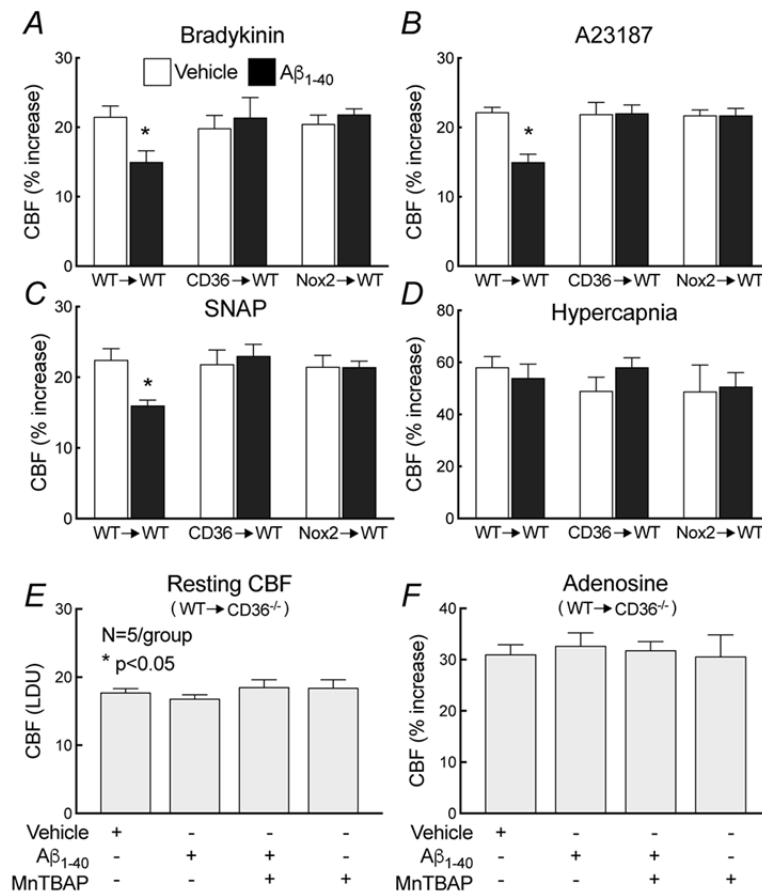 A
Bradykinin
Vehicle
Aβ1-40
CBF (% increase)
30
20
10
0
*
WT→WT
CD36→WT
Nox2→WT
B
A23187
CBF (% increase)
30
20
10
0
*
WT→WT
CD36→WT
Nox2→WT
C
SNAP
CBF (% increase)
30
20
10
0
*
WT→WT
CD36→WT
Nox2→WT
D
Hypercapnia
CBF (% increase)
80
60
40
20
0
WT→WT
CD36→WT
Nox2→WT
E
Resting CBF
(WT→CD36-/-)
N=5/group
* p<0.05
CBF (LDU)
30
20
10
0
F
Adenosine
(WT→CD36-/-)
CBF (% increase)
40
30
20
10
0
Vehicle + - - - + - - -
Aβ1-40 - + + - - + + -
MnTBAP - - + + - - + +